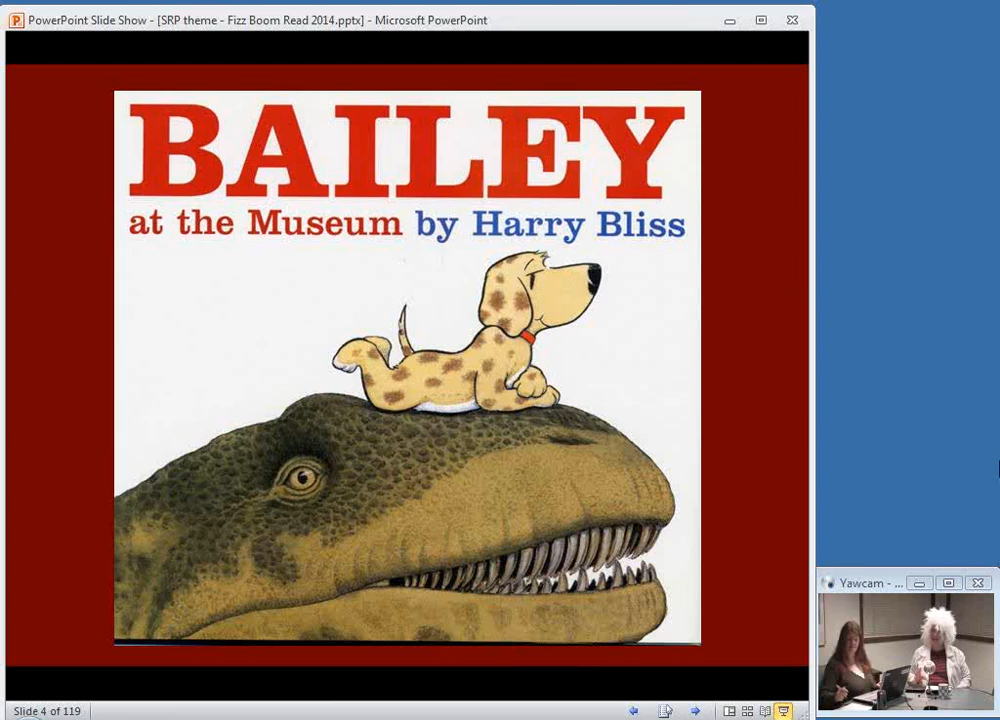 PowerPoint Slide Show - [SRP theme - Fizz Boom Read 2014.pptx] - Microsoft PowerPoint
BAILEY
at the Museum by Harry Bliss
Yawcam - ...
Slide 4 of 119